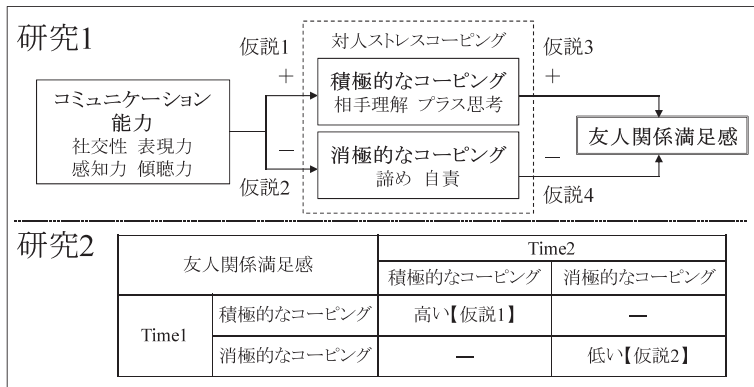 研究1
仮説1
対人ストレスコーピング
仮説3
+
+
コミュニケーション
能力
社交性 表現力
感知力 傾聴力
積極的なコーピング
相手理解 プラス思考
友人関係満足感
−
消極的なコーピング
諦め 自責
−
仮説2
仮説4
研究2
友人関係満足感
Time2
積極的なコーピング
消極的なコーピング
Time1
積極的なコーピング
高い【仮説1】
―
消極的なコーピング
―
低い【仮説2】